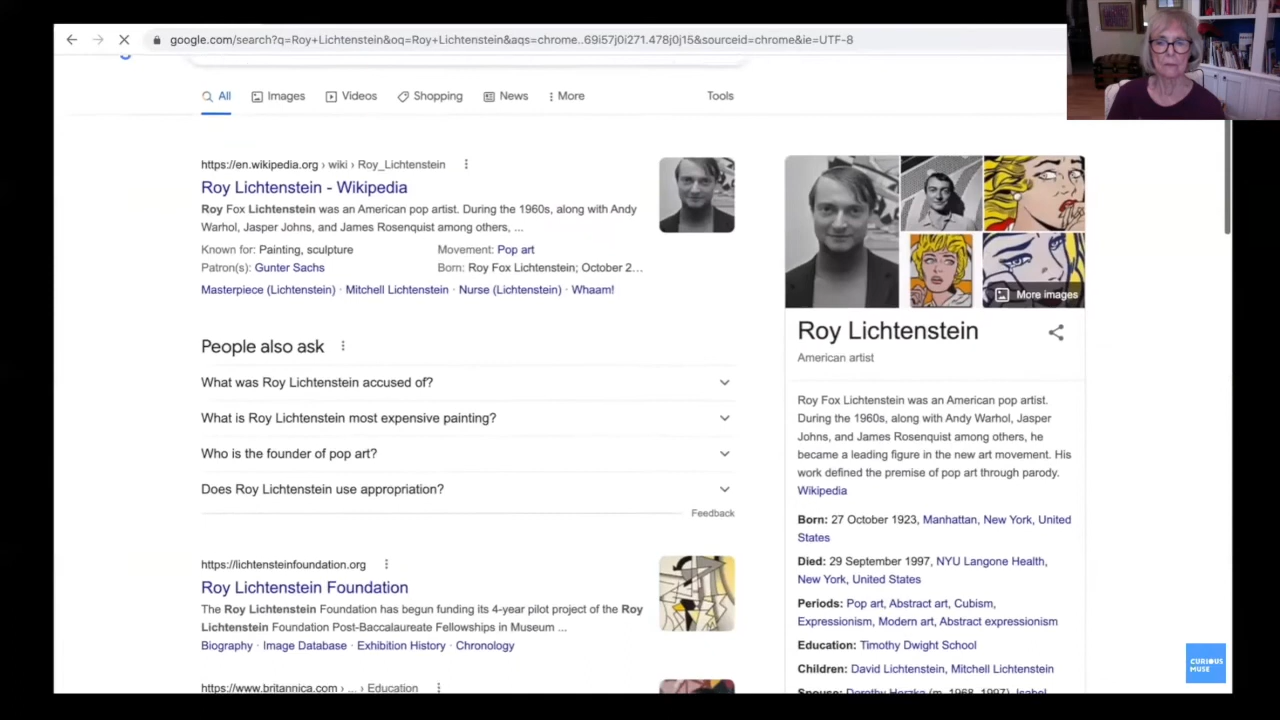 google.com/search?q=Roy+Lichtenstein&oq=Roy+Lichtenstein&aqs=chrome..69i57j0i271.478j0j15&sourceid=chrome&ie=UTF-8
All Images Videos Shopping News More Tools
https://en.wikipedia.org › wiki › Roy_Lichtenstein
Roy Lichtenstein - Wikipedia
Roy Fox Lichtenstein was an American pop artist. During the 1960s, along with Andy
Warhol, Jasper Johns, and James Rosenquist among others, ...
Known for: Painting, sculpture Movement: Pop art
Patron(s): Gunter Sachs Born: Roy Fox Lichtenstein; October 2…
Masterpiece (Lichtenstein) · Mitchell Lichtenstein · Nurse (Lichtenstein) · Whaam!
People also ask
What was Roy Lichtenstein accused of?
What is Roy Lichtenstein most expensive painting?
Who is the founder of pop art?
Does Roy Lichtenstein use appropriation?
Feedback
https://lichtensteinfoundation.org
Roy Lichtenstein Foundation
The Roy Lichtenstein Foundation has begun funding its 4-year pilot project of the Roy
Lichtenstein Foundation Post-Baccalaureate Fellowships in Museum ...
Biography · Image Database · Exhibition History · Chronology
https://www.britannica.com › ... › Education
More images
Roy Lichtenstein
American artist
Roy Fox Lichtenstein was an American pop artist.
During the 1960s, along with Andy Warhol, Jasper
Johns, and James Rosenquist among others, he
became a leading figure in the new art movement. His
work defined the premise of pop art through parody.
Wikipedia
Born: 27 October 1923, Manhattan, New York, United
States
Died: 29 September 1997, NYU Langone Health,
New York, United States
Periods: Pop art, Abstract art, Cubism,
Expressionism, Modern art, Abstract expressionism
Education: Timothy Dwight School
Children: David Lichtenstein, Mitchell Lichtenstein
Spouse: Dorothy Herzka (m. 1968–1997), Isabel
CURIOUS
MUSE